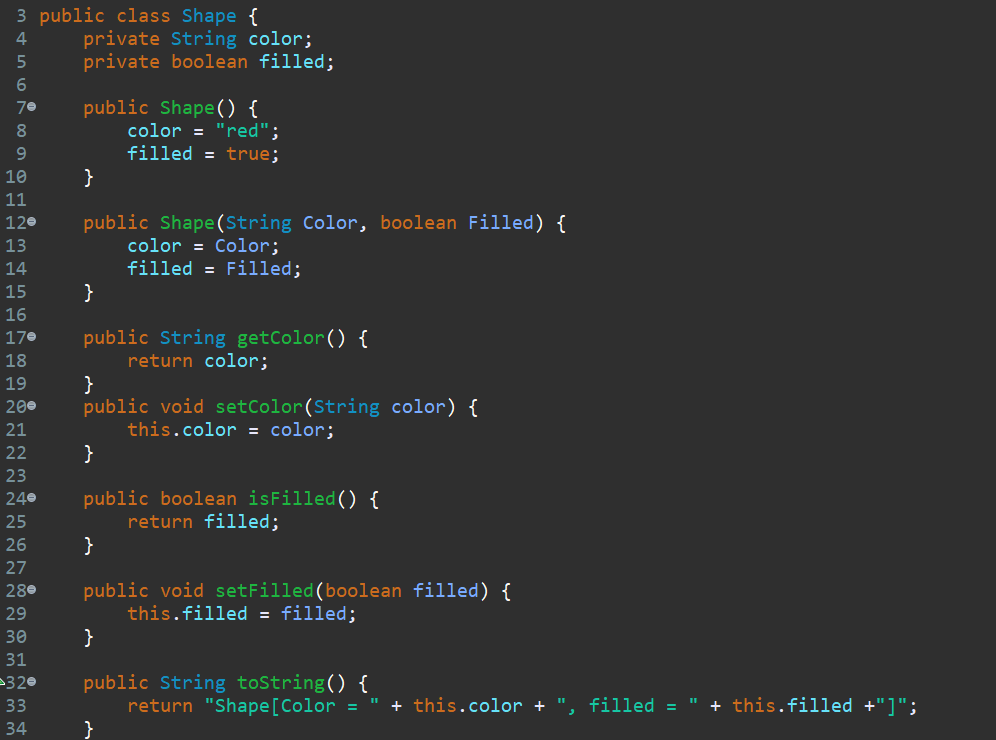 3 public class Shape {
4     private String color;
5     private boolean filled;
6
7     public Shape() {
8         color = "red";
9         filled = true;
10     }
11
12     public Shape(String Color, boolean Filled) {
13         color = Color;
14         filled = Filled;
15     }
16
17     public String getColor() {
18         return color;
19     }
20     public void setColor(String color) {
21         this.color = color;
22     }
23
24     public boolean isFilled() {
25         return filled;
26     }
27
28     public void setFilled(boolean filled) {
29         this.filled = filled;
30     }
31
32     public String toString() {
33         return "Shape[Color = " + this.color + ", filled = " + this.filled +"]";
34     }